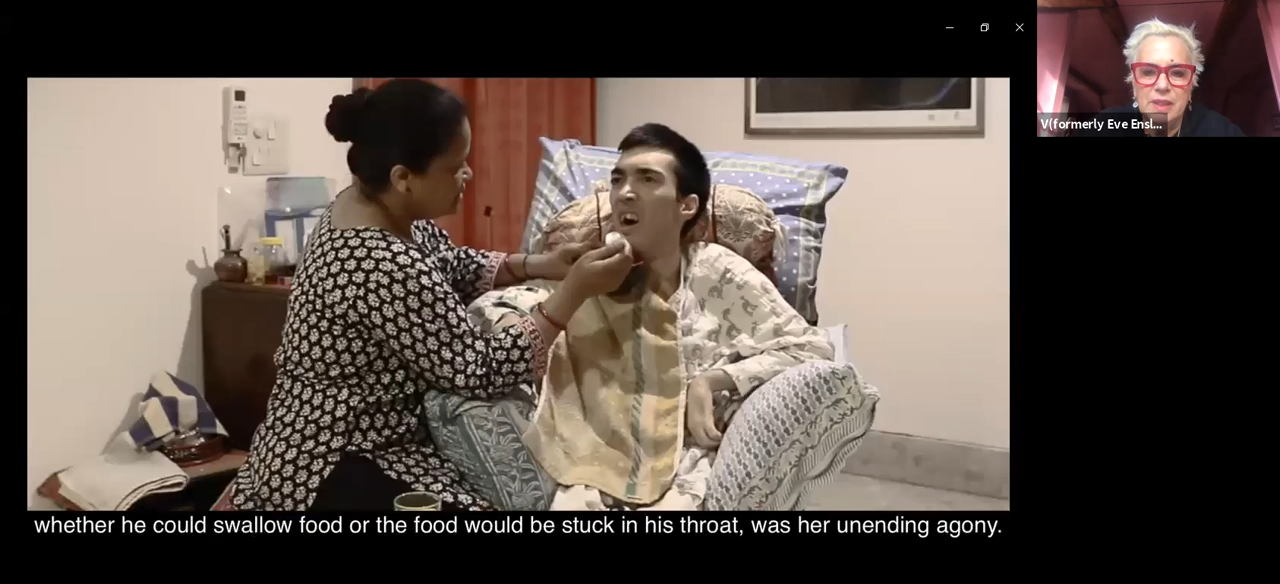 V(formerly Eve Ensl...
whether he could swallow food or the food would be stuck in his throat, was her unending agony.